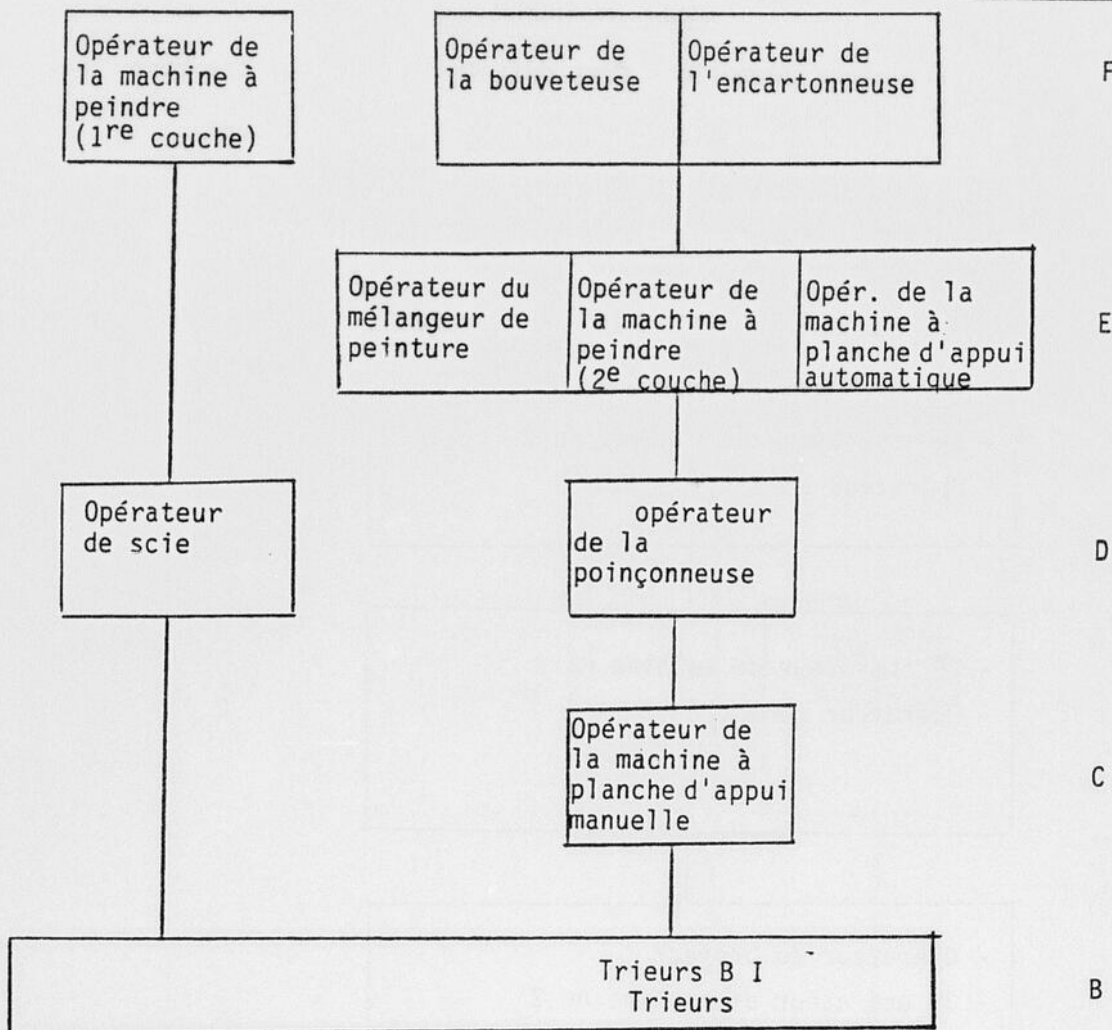 Opérateur de
la machine à
peindre
(1re couche)
Opérateur de
la bouveteuse
Opérateur de
l'encartonneuse
F
Opérateur du
mélangeur de
peinture
Opérateur de
la machine à
peindre
(2e couche)
Opér. de la
machine à
planche d'appui
automatique
E
Opérateur
de scie
opérateur
de la
poinçonneuse
D
Opérateur de
la machine à
planche d'appui
manuelle
C
Trieurs B I
Trieurs
B